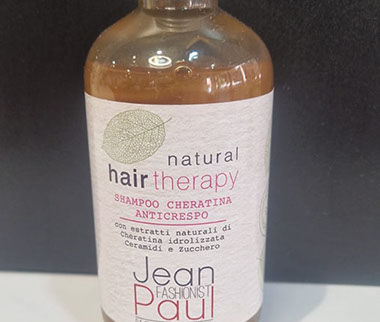 natural
hair therapy
SHAMPOO CHERATINA
ANTICRESPO
con estratti naturali di
Cheratina idrolizzata
Ceramidi e Zucchero
Jean
FASHIONIST
Paul